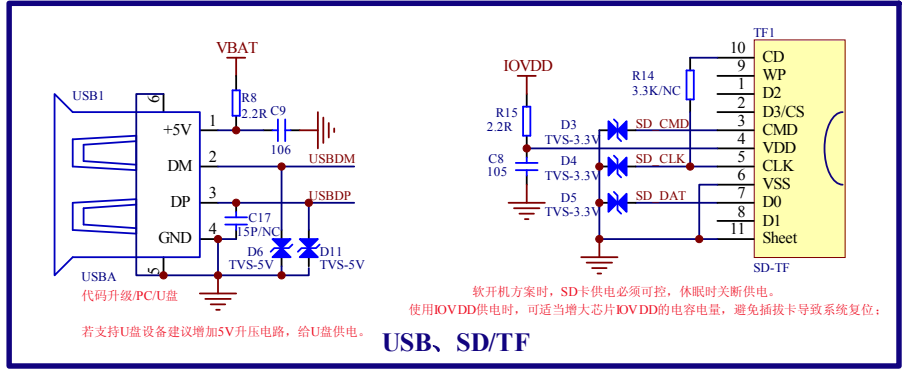 VBAT
USB1
6
R8
2.2R
C9
106
+5V
1
DM
2
USBDM
DP
3
USBDP
C17
15P/NC
GND
4
D6
TVS-5V
D11
TVS-5V
USBA
5
代码升级/PC/U盘
若支持U盘设备建议增加5V升压电路，给U盘供电。
IOVDD
R15
2.2R
C8
105
D3
TVS-3.3V
D4
TVS-3.3V
D5
TVS-3.3V
SD_CMD
SD_CLK
SD_DAT
R14
3.3K/NC
TF1
10 CD
9 WP
1 D2
2 D3/CS
3 CMD
4 VDD
5 CLK
6 VSS
7 D0
8 D1
11 Sheet
SD-TF
软开机方案时，SD卡供电必须可控，休眠时关断供电。
使用IOVDD供电时，可适当增大芯片IOVDD的电容电量，避免插拔卡导致系统复位；
USB、SD/TF